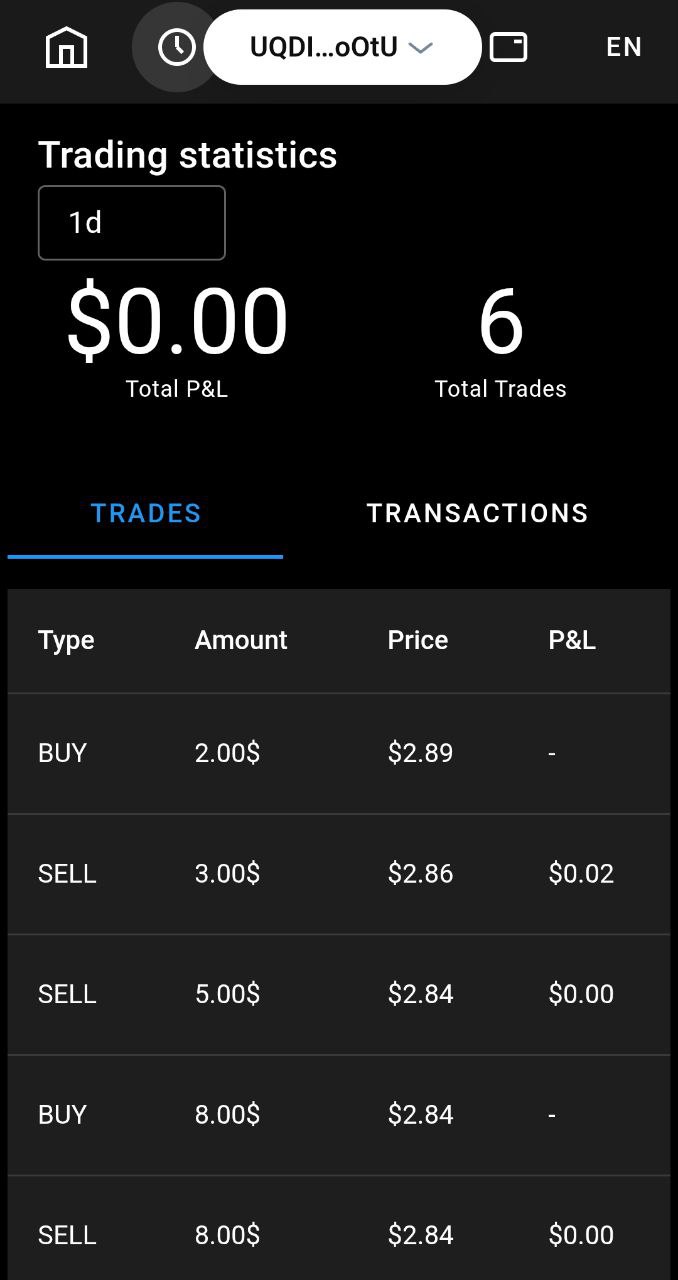 UQDI...oOtU EN
Trading statistics
1d
$0.00 6
Total P&L Total Trades
TRADES TRANSACTIONS
Type Amount Price P&L
BUY 2.00$ $2.89 -
SELL 3.00$ $2.86 $0.02
SELL 5.00$ $2.84 $0.00
BUY 8.00$ $2.84 -
SELL 8.00$ $2.84 $0.00